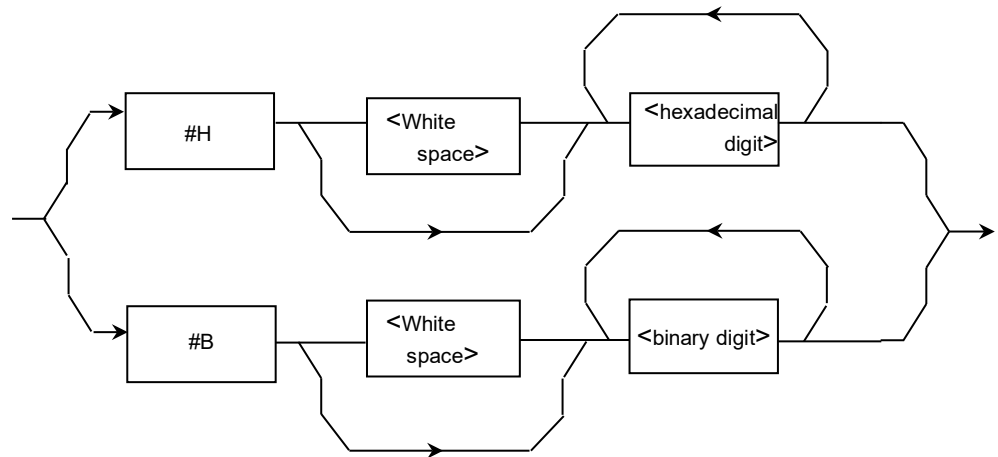 #H
<White
space>
<hexadecimal
digit>
#B
<White
space>
<binary digit>